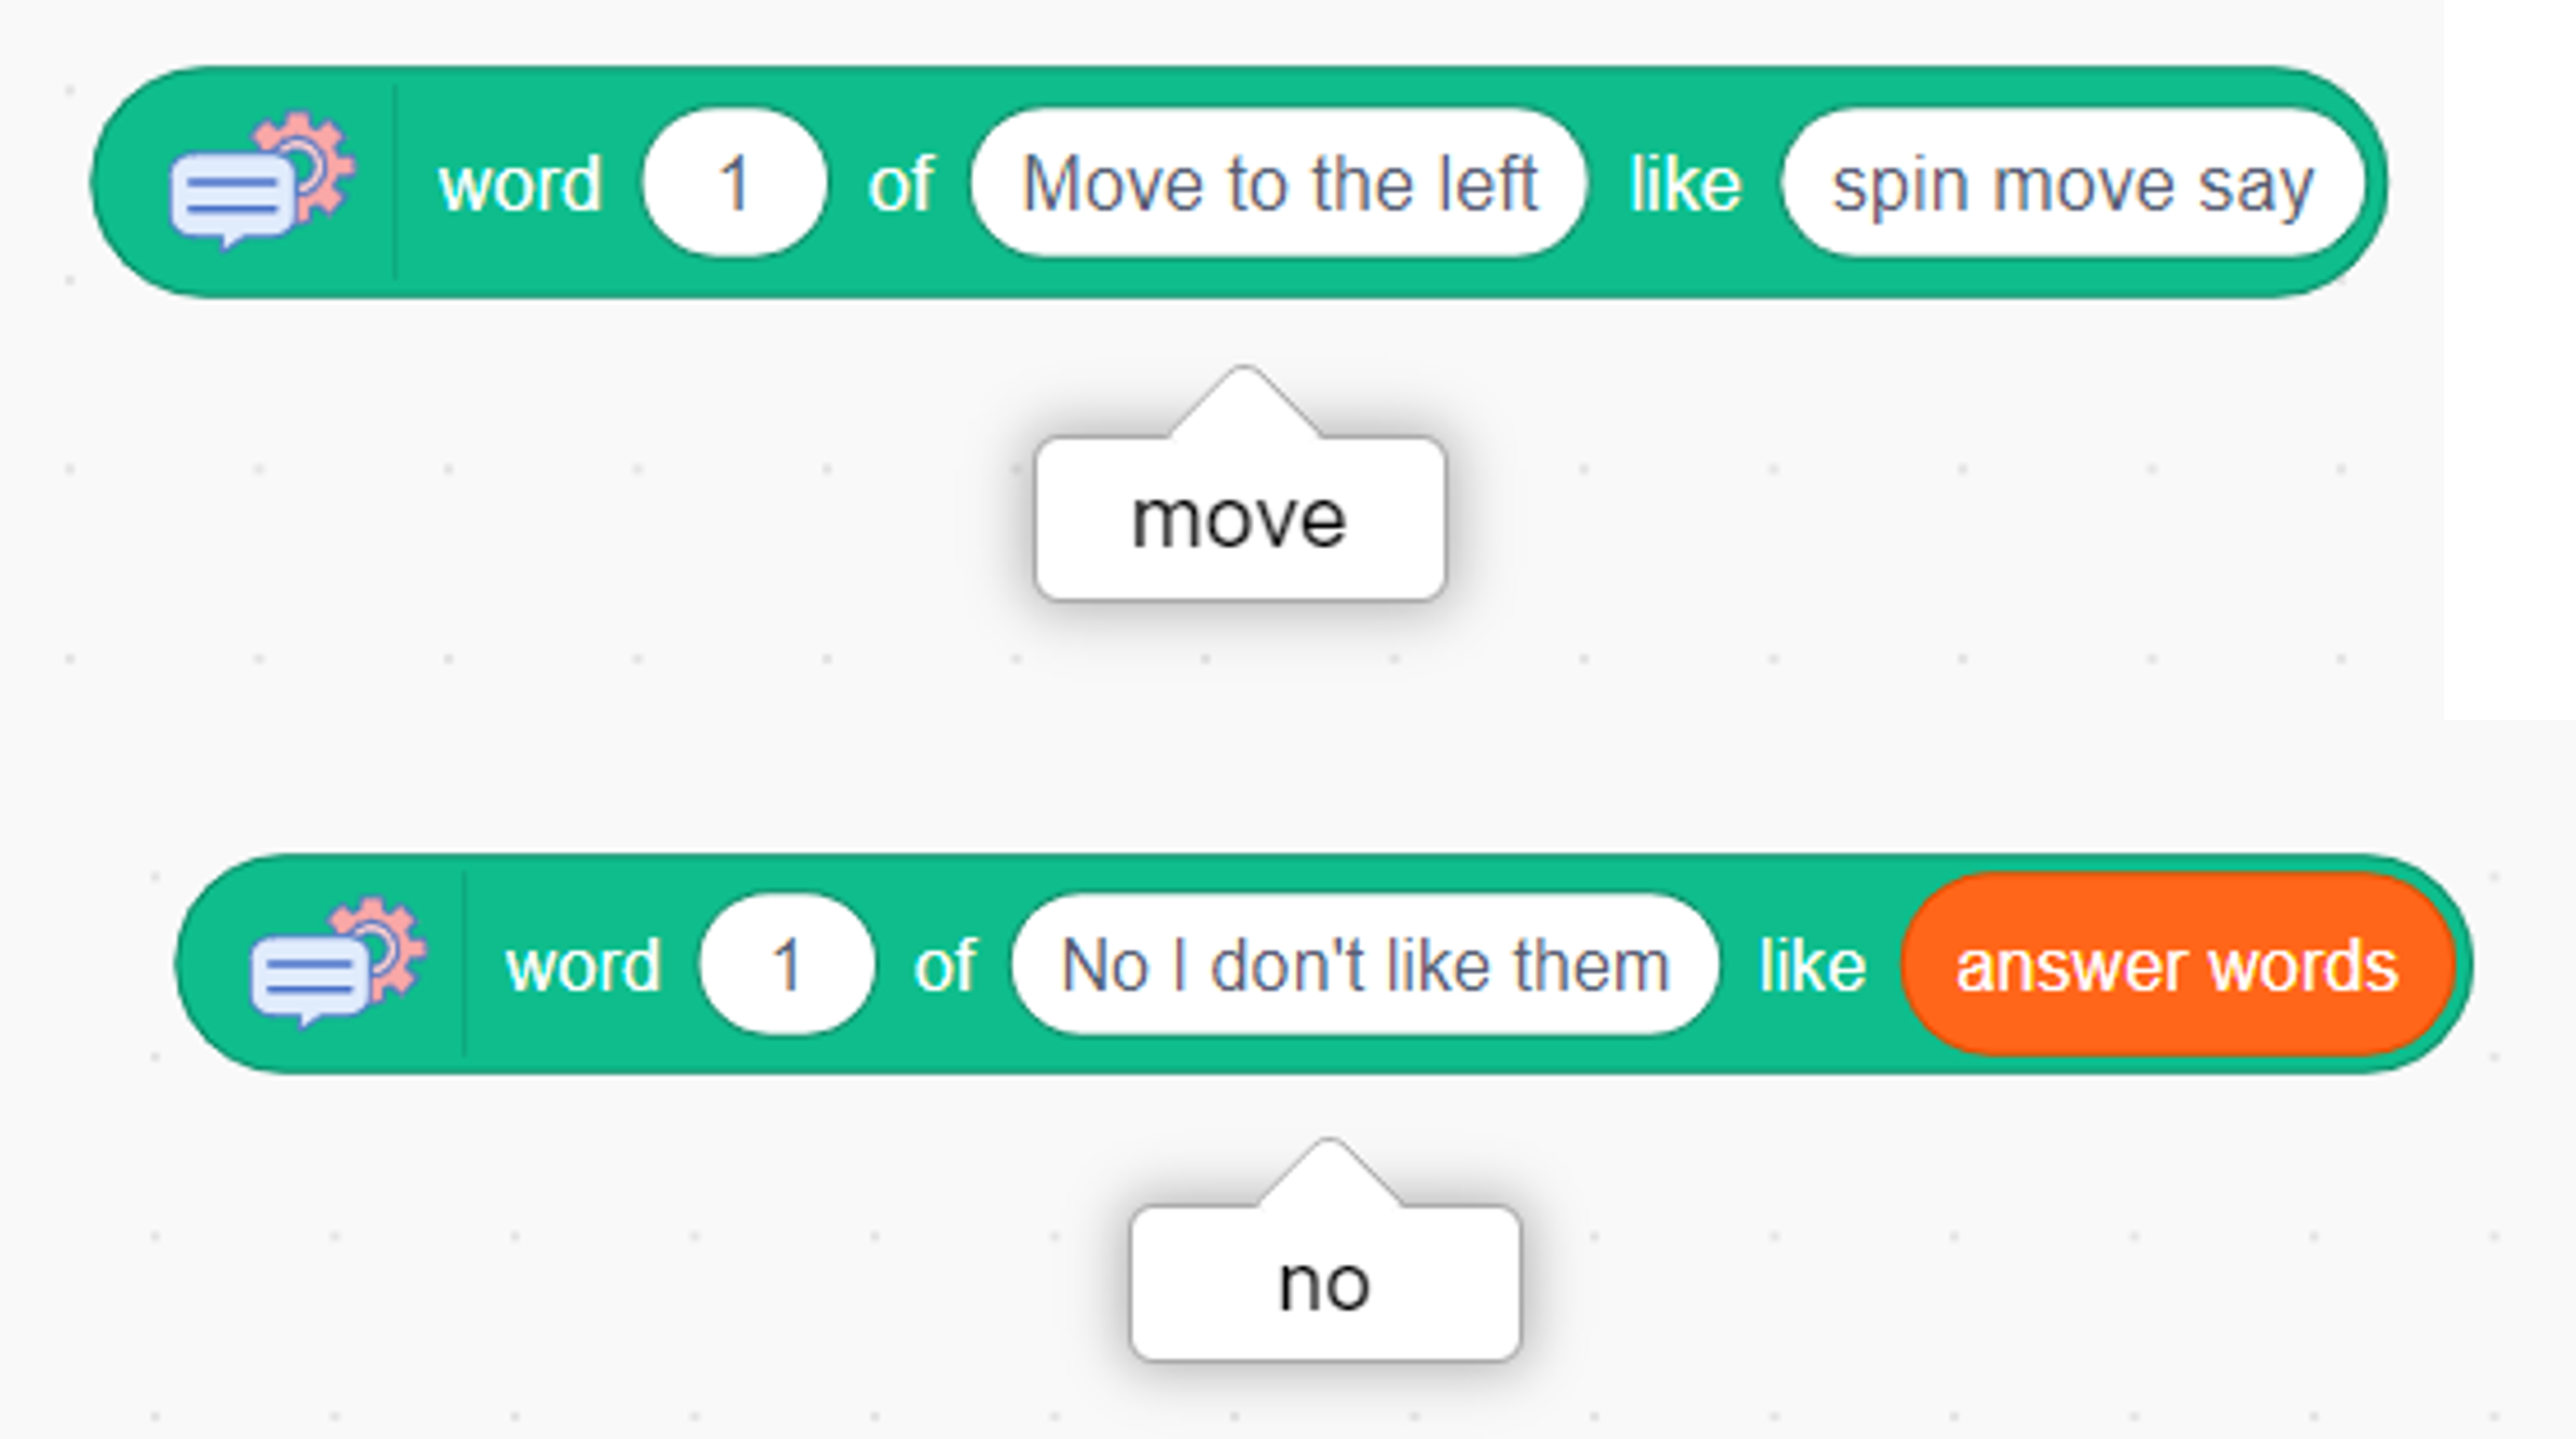 word 1 of Move to the left like spin move say
move
word 1 of No I don't like them like answer words
no